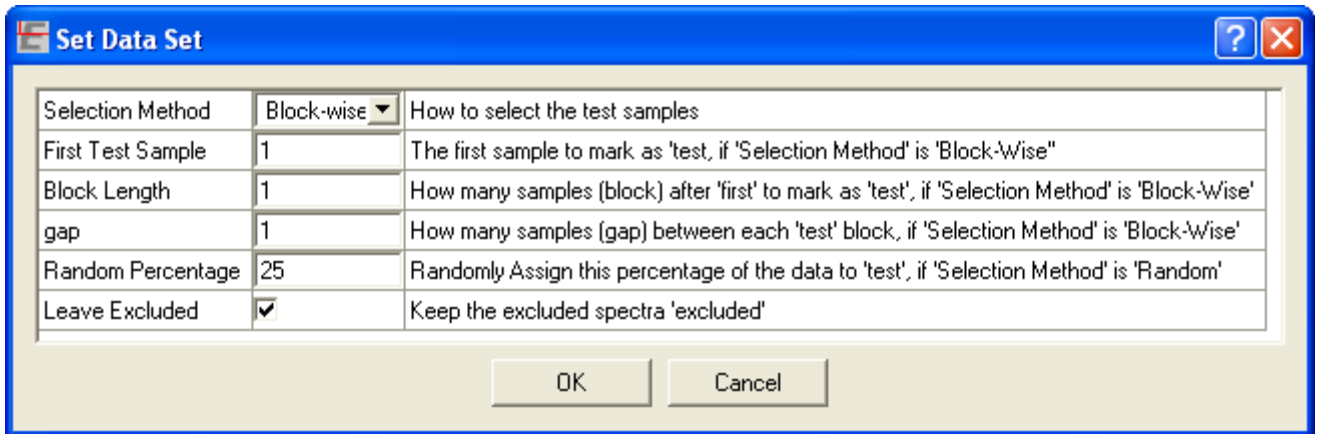 Set Data Set
Selection Method Block-wise How to select the test samples
First Test Sample 1 The first sample to mark as 'test, if 'Selection Method' is 'Block-Wise"
Block Length 1 How many samples (block) after 'first' to mark as 'test', if 'Selection Method' is 'Block-Wise'
gap 1 How many samples (gap) between each 'test' block, if 'Selection Method' is 'Block-Wise'
Random Percentage 25 Randomly Assign this percentage of the data to 'test', if 'Selection Method' is 'Random'
Leave Excluded Keep the excluded spectra 'excluded'
OK Cancel